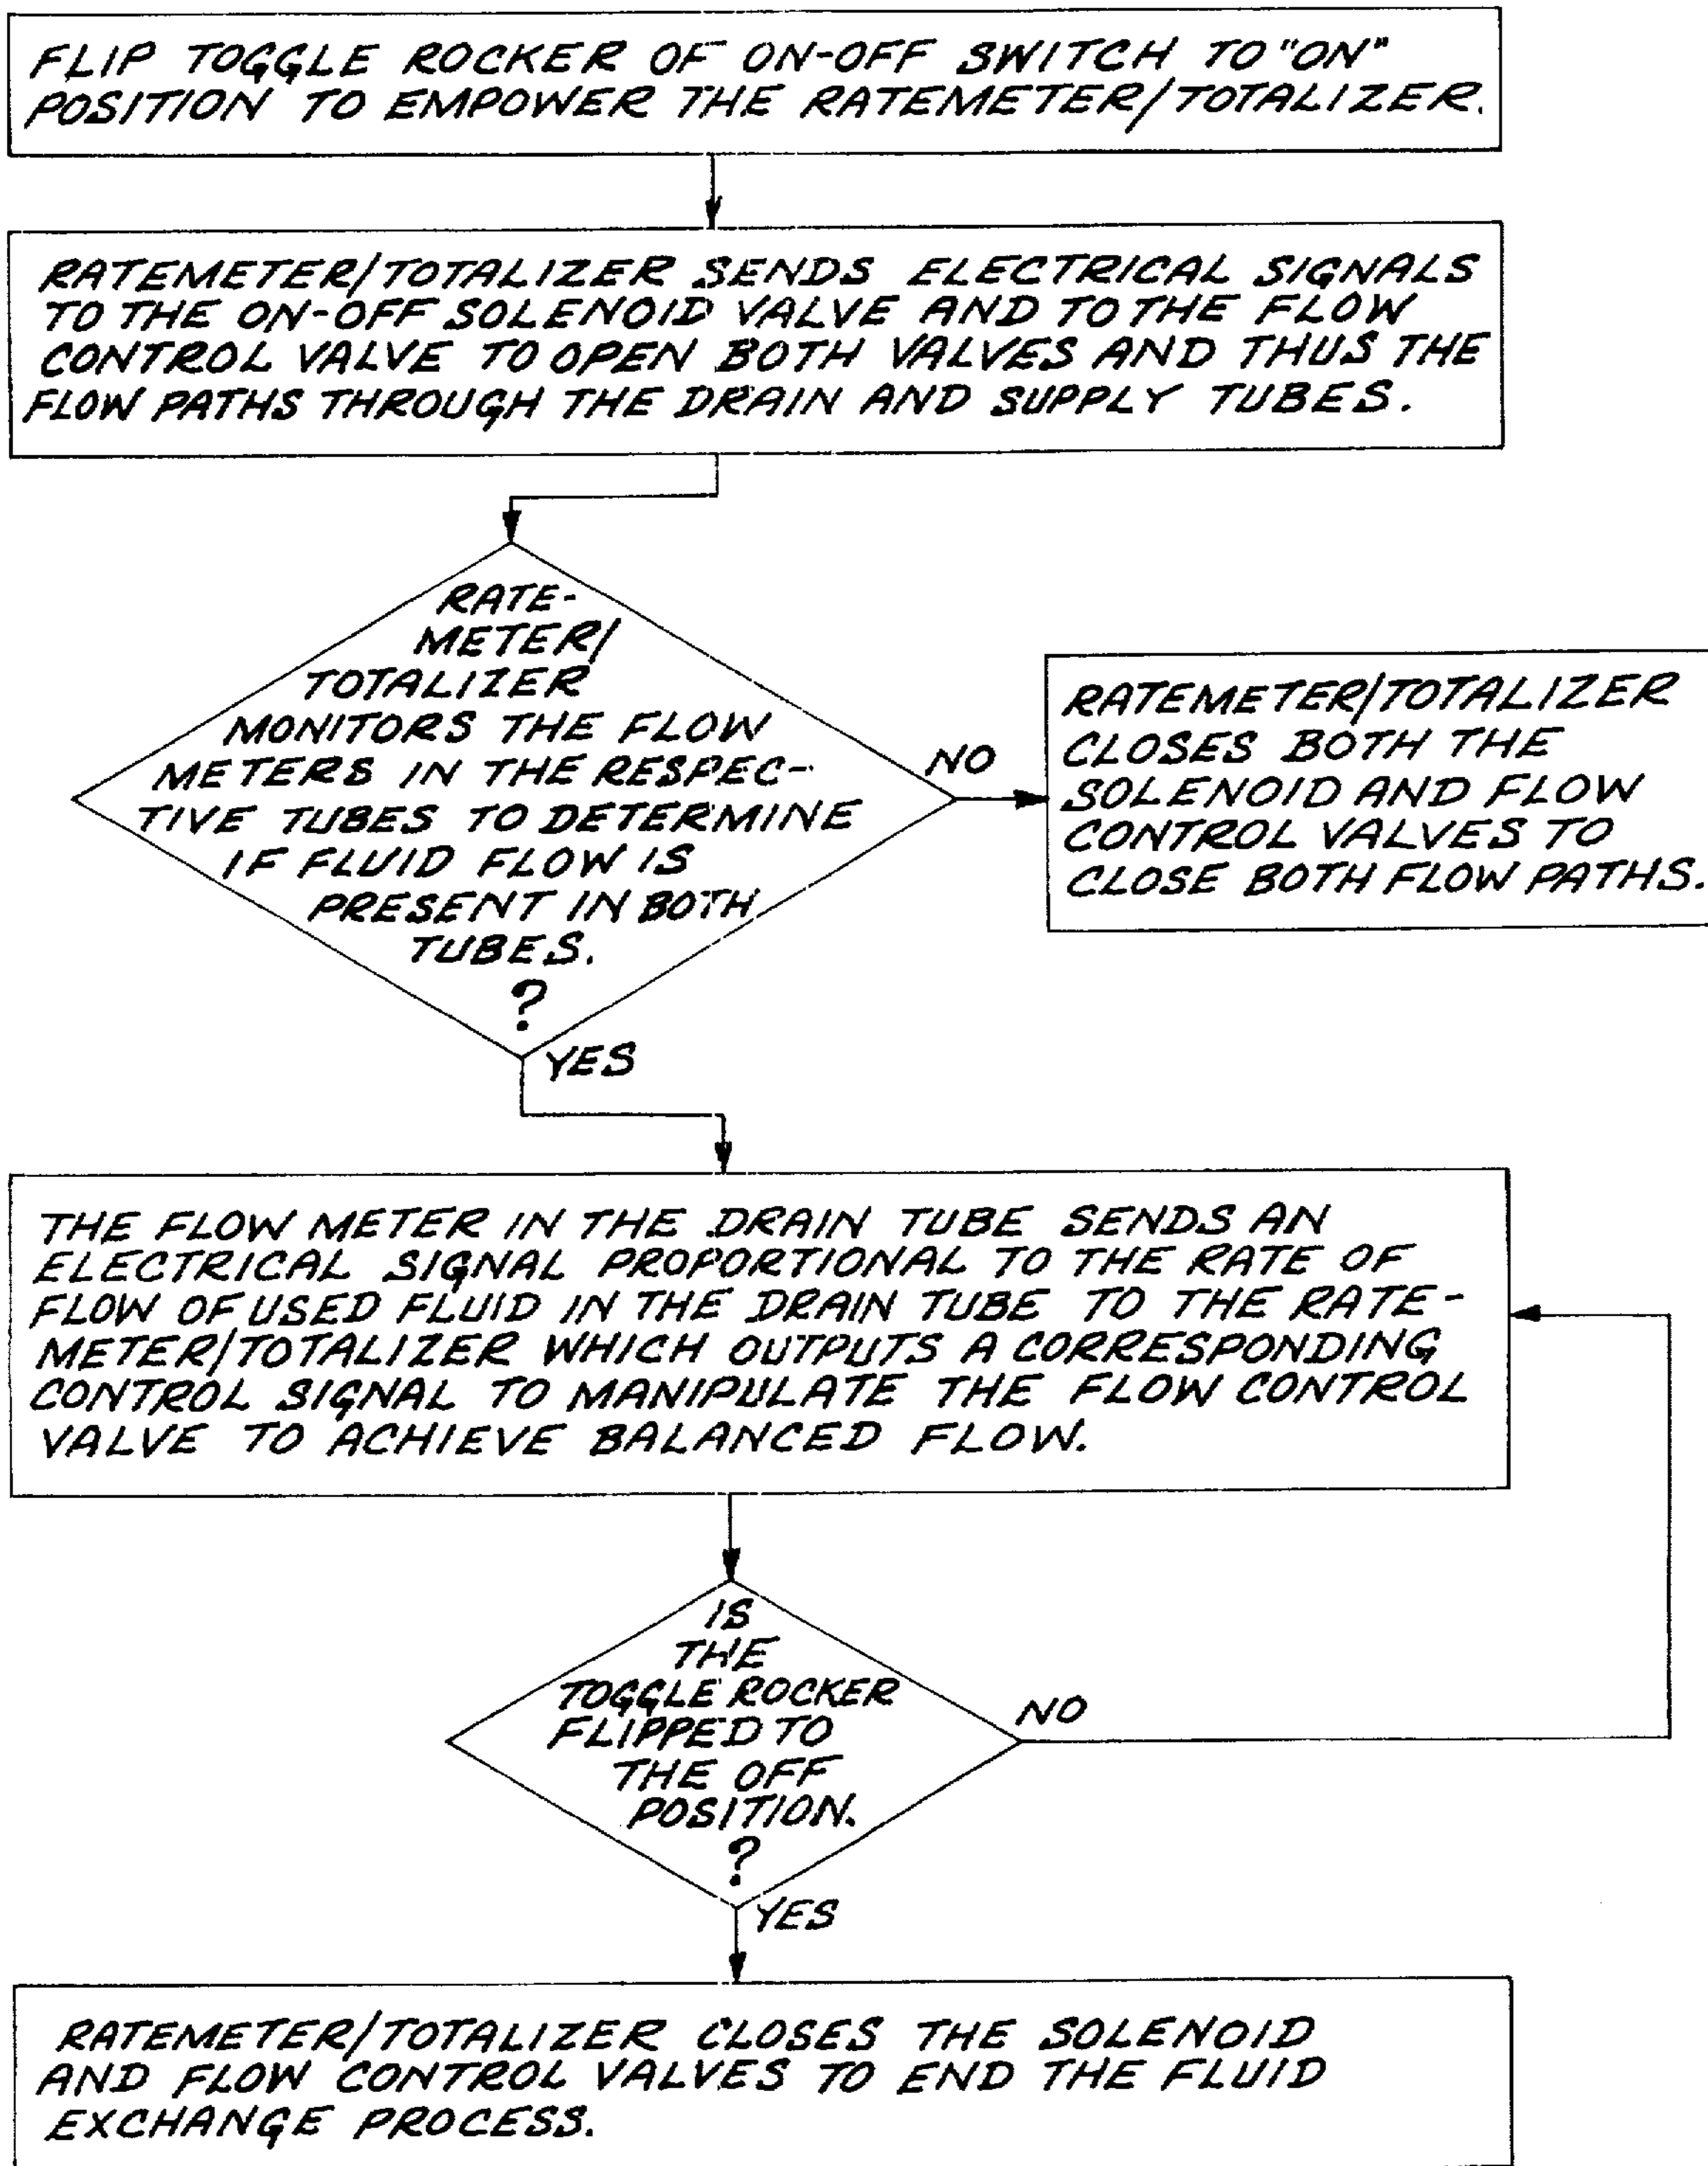 FLIP TOGGLE ROCKER OF ON-OFF SWITCH TO "ON"
POSITION TO EMPOWER THE RATEMETER/TOTALIZER.
RATEMETER/TOTALIZER SENDS ELECTRICAL SIGNALS
TO THE ON-OFF SOLENOID VALVE AND TO THE FLOW
CONTROL VALVE TO OPEN BOTH VALVES AND THUS THE
FLOW PATHS THROUGH THE DRAIN AND SUPPLY TUBES.
RATE-
METER/
TOTALIZER
MONITORS THE FLOW
METERS IN THE RESPEC-
TIVE TUBES TO DETERMINE
IF FLUID FLOW IS
PRESENT IN BOTH
TUBES.
?
NO
RATEMETER/TOTALIZER
CLOSES BOTH THE
SOLENOID AND FLOW
CONTROL VALVES TO
CLOSE BOTH FLOW PATHS.
YES
THE FLOW METER IN THE DRAIN TUBE SENDS AN
ELECTRICAL SIGNAL PROPORTIONAL TO THE RATE OF
FLOW OF USED FLUID IN THE DRAIN TUBE TO THE RATE-
METER/TOTALIZER WHICH OUTPUTS A CORRESPONDING
CONTROL SIGNAL TO MANIPULATE THE FLOW CONTROL
VALVE TO ACHIEVE BALANCED FLOW.
IS
THE
TOGGLE ROCKER
FLIPPED TO
THE OFF
POSITION.
?
NO
YES
RATEMETER/TOTALIZER CLOSES THE SOLENOID
AND FLOW CONTROL VALVES TO END THE FLUID
EXCHANGE PROCESS.